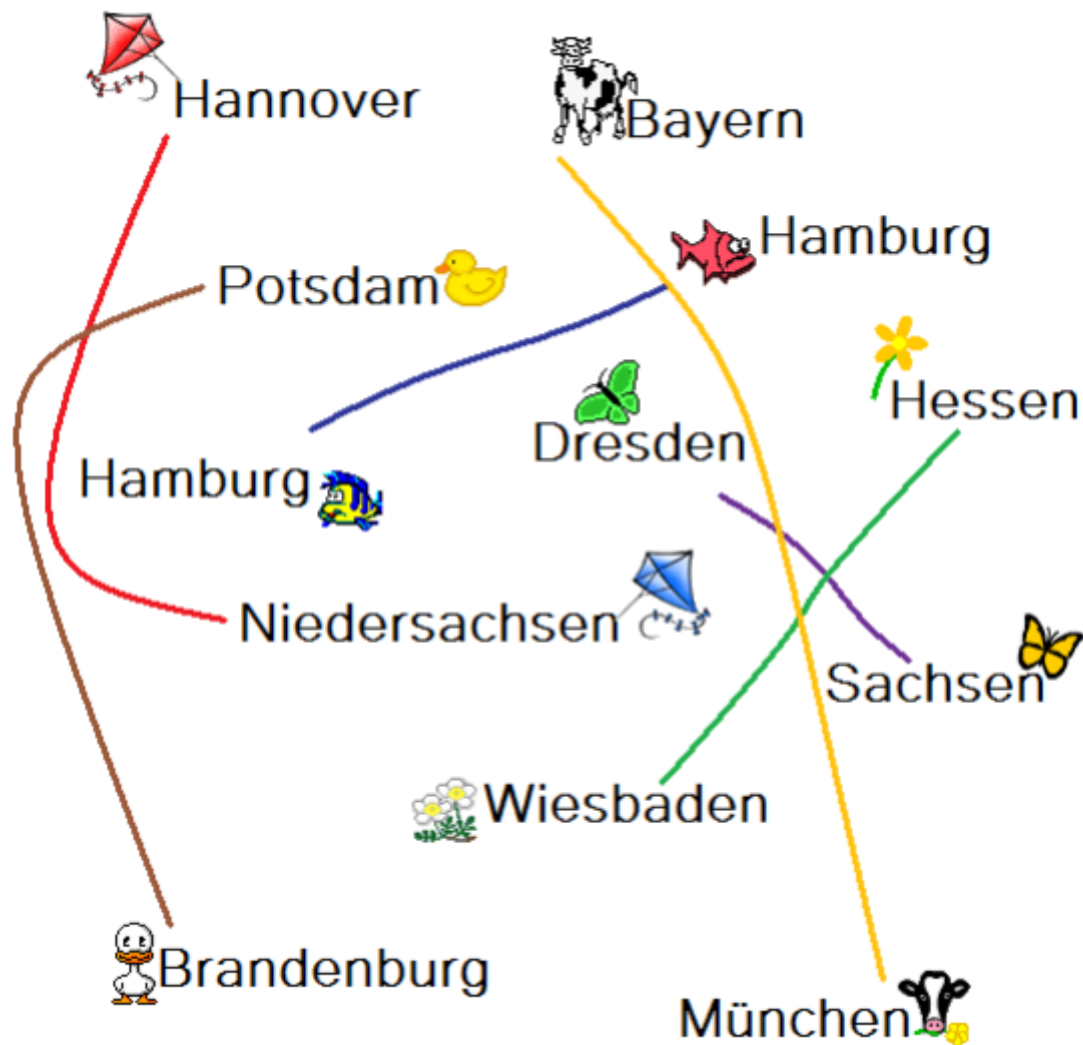 Hannover
Bayern
Hamburg
Potsdam
Hessen
Dresden
Hamburg
Niedersachsen
Sachsen
Wiesbaden
Brandenburg
München